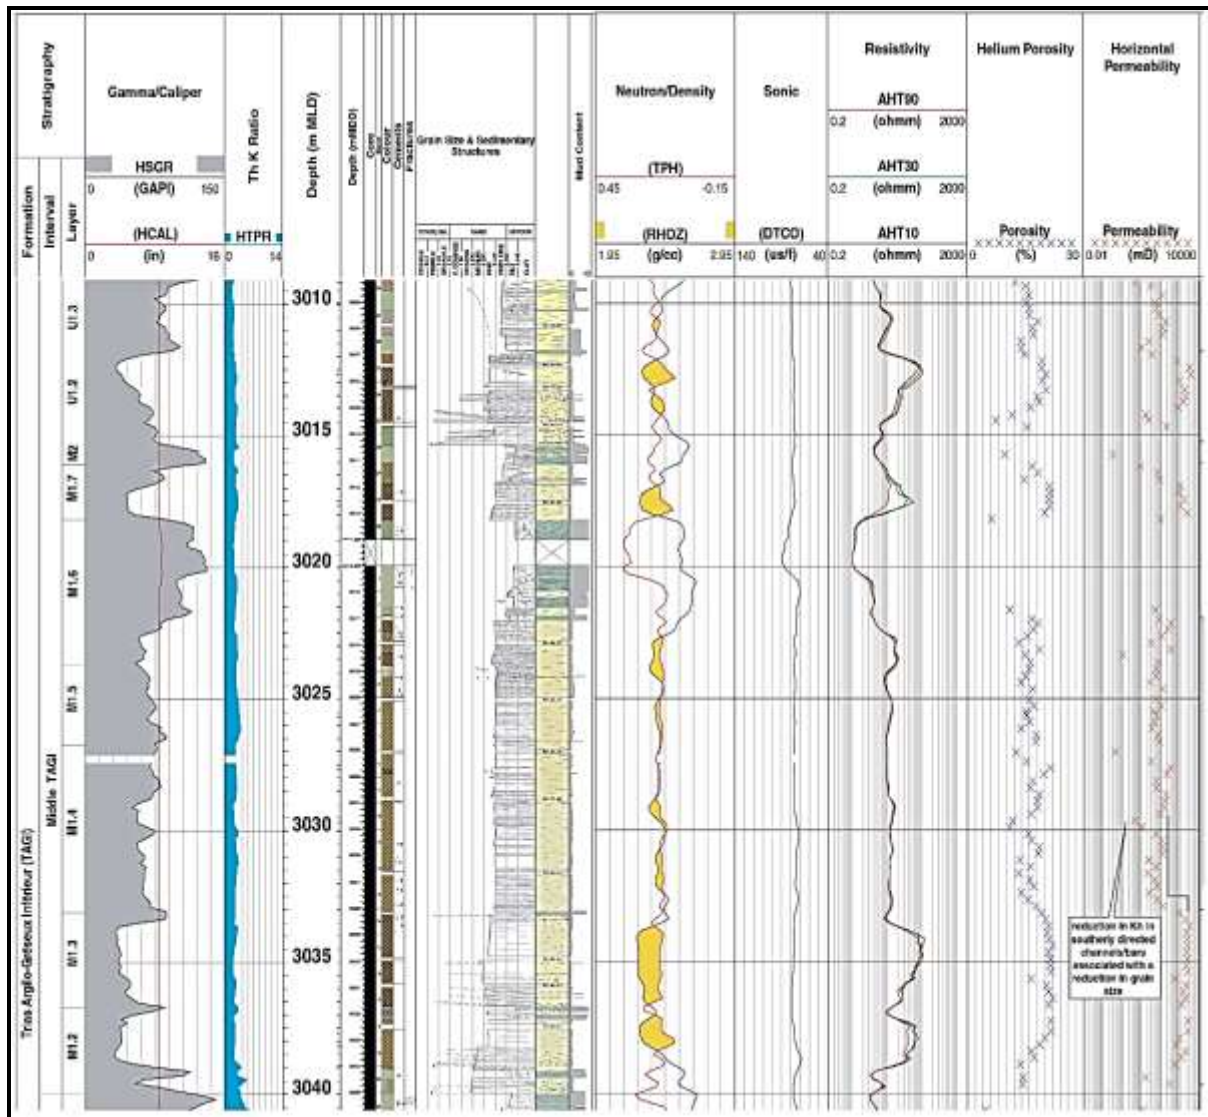 Stratigraphy
Formation
Interval
Layer
Gamma/Caliper
HSGR
0 (GAPI) 150
(HCAL)
0 (in) 16
Th K Ratio
HTPR
0 14
Depth (m MLD)
Depth (mMDD)
Core
Colour
Cements
Fractures
Grain Size & Sedimentary
Structures
Mud Content
Neutron/Density
(TPH)
0.45 -0.15
(RHOZ)
1.95 (g/cc) 2.95
Sonic
(DTCO)
140 (us/f) 40
Resistivity
AHT90
0.2 (ohmm) 2000
AHT30
0.2 (ohmm) 2000
AHT10
0.2 (ohmm) 2000
Helium Porosity
Porosity
0 (%) 30
Horizontal
Permeability
Permeability
0.01 (mD) 10000
Trias Argilo-Gréseux Inférieur (TAGI)
Middle TAGI
U1.3
U1.2
M2
M1.7
M1.6
M1.5
M1.4
M1.3
M1.2
3010
3015
3020
3025
3030
3035
3040
reduction in Kh in
southerly directed
channels/bars
associated with a
reduction in grain
size